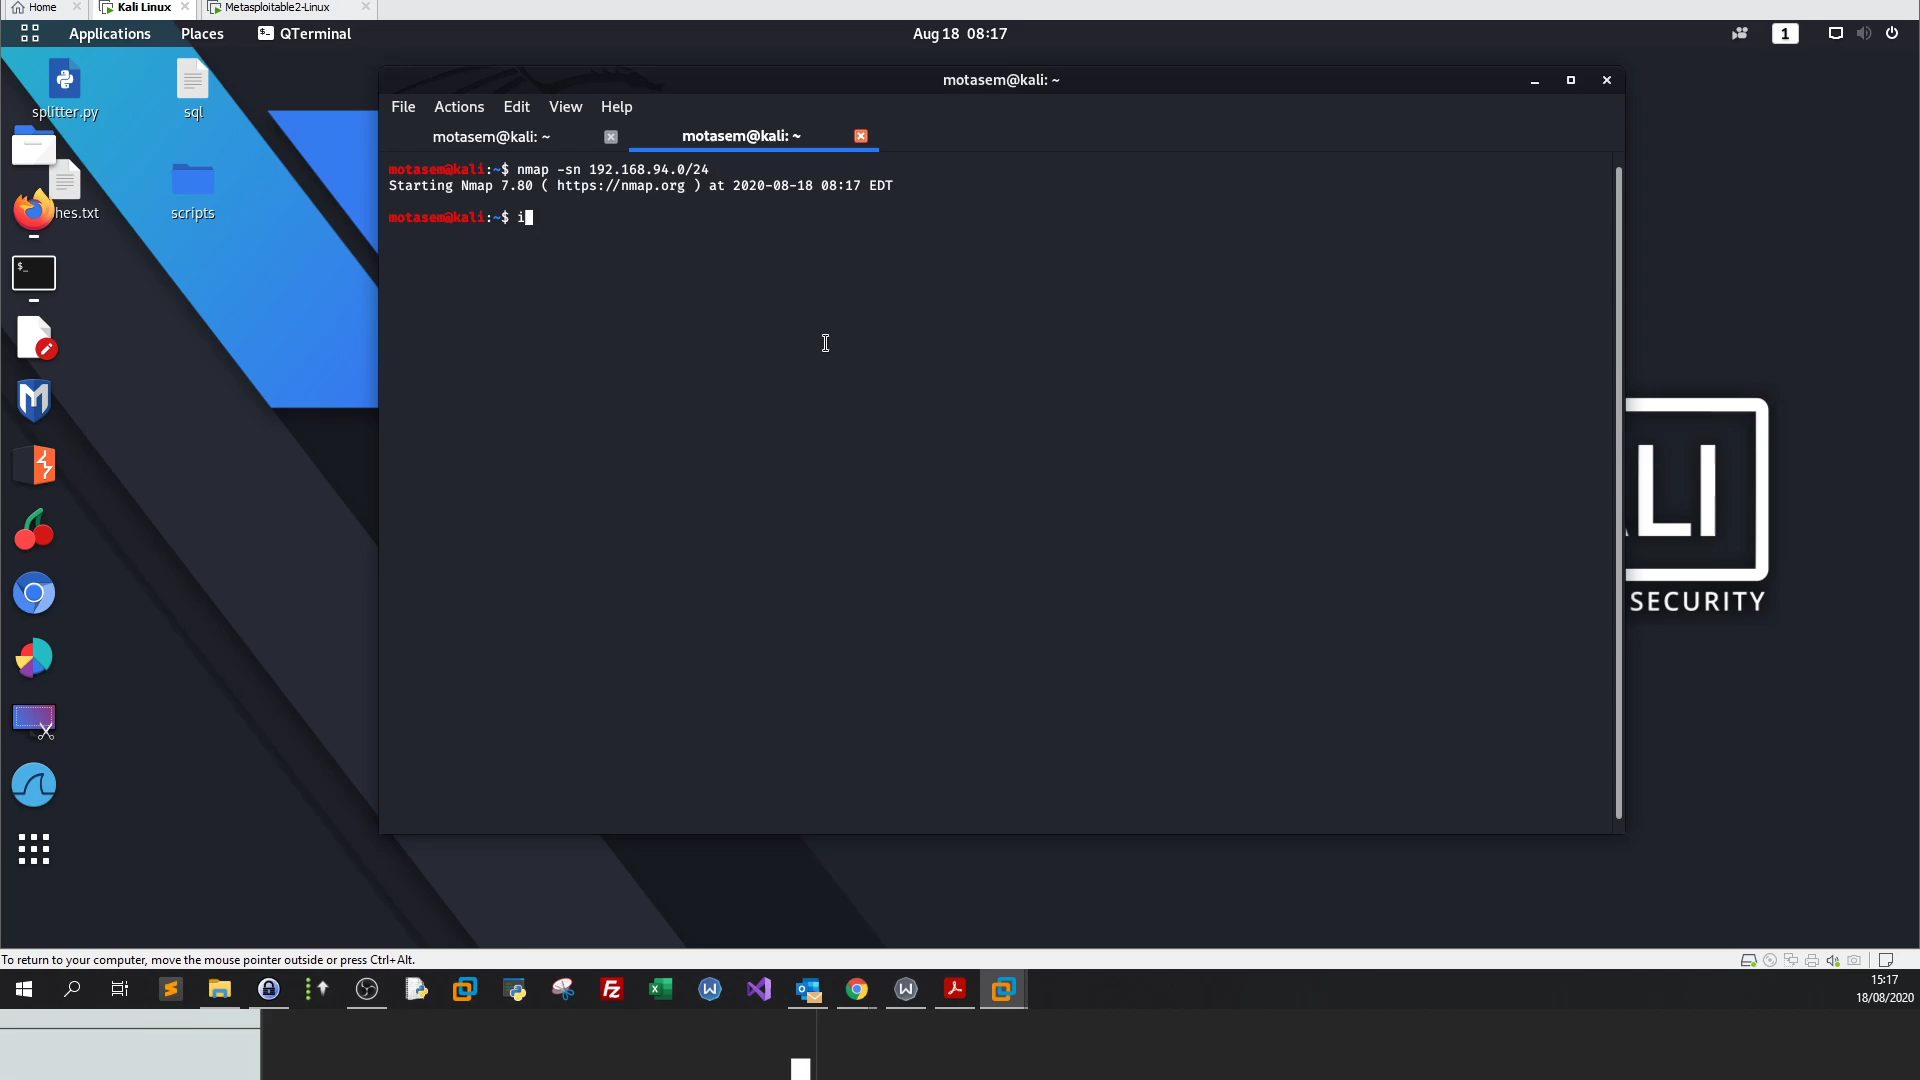 Home
Kali Linux
Metasploitable2-Linux
Applications Places QTerminal
Aug 18 08:17
1
splitter.py
sql
hes.txt
scripts
motasem@kali: ~
File Actions Edit View Help
motasem@kali: ~
motasem@kali: ~
motasem@kali:~$ nmap -sn 192.168.94.0/24
Starting Nmap 7.80 ( https://nmap.org ) at 2020-08-18 08:17 EDT
motasem@kali:~$ i
LI
SECURITY
To return to your computer, move the mouse pointer outside or press Ctrl+Alt.
15:17
18/08/2020